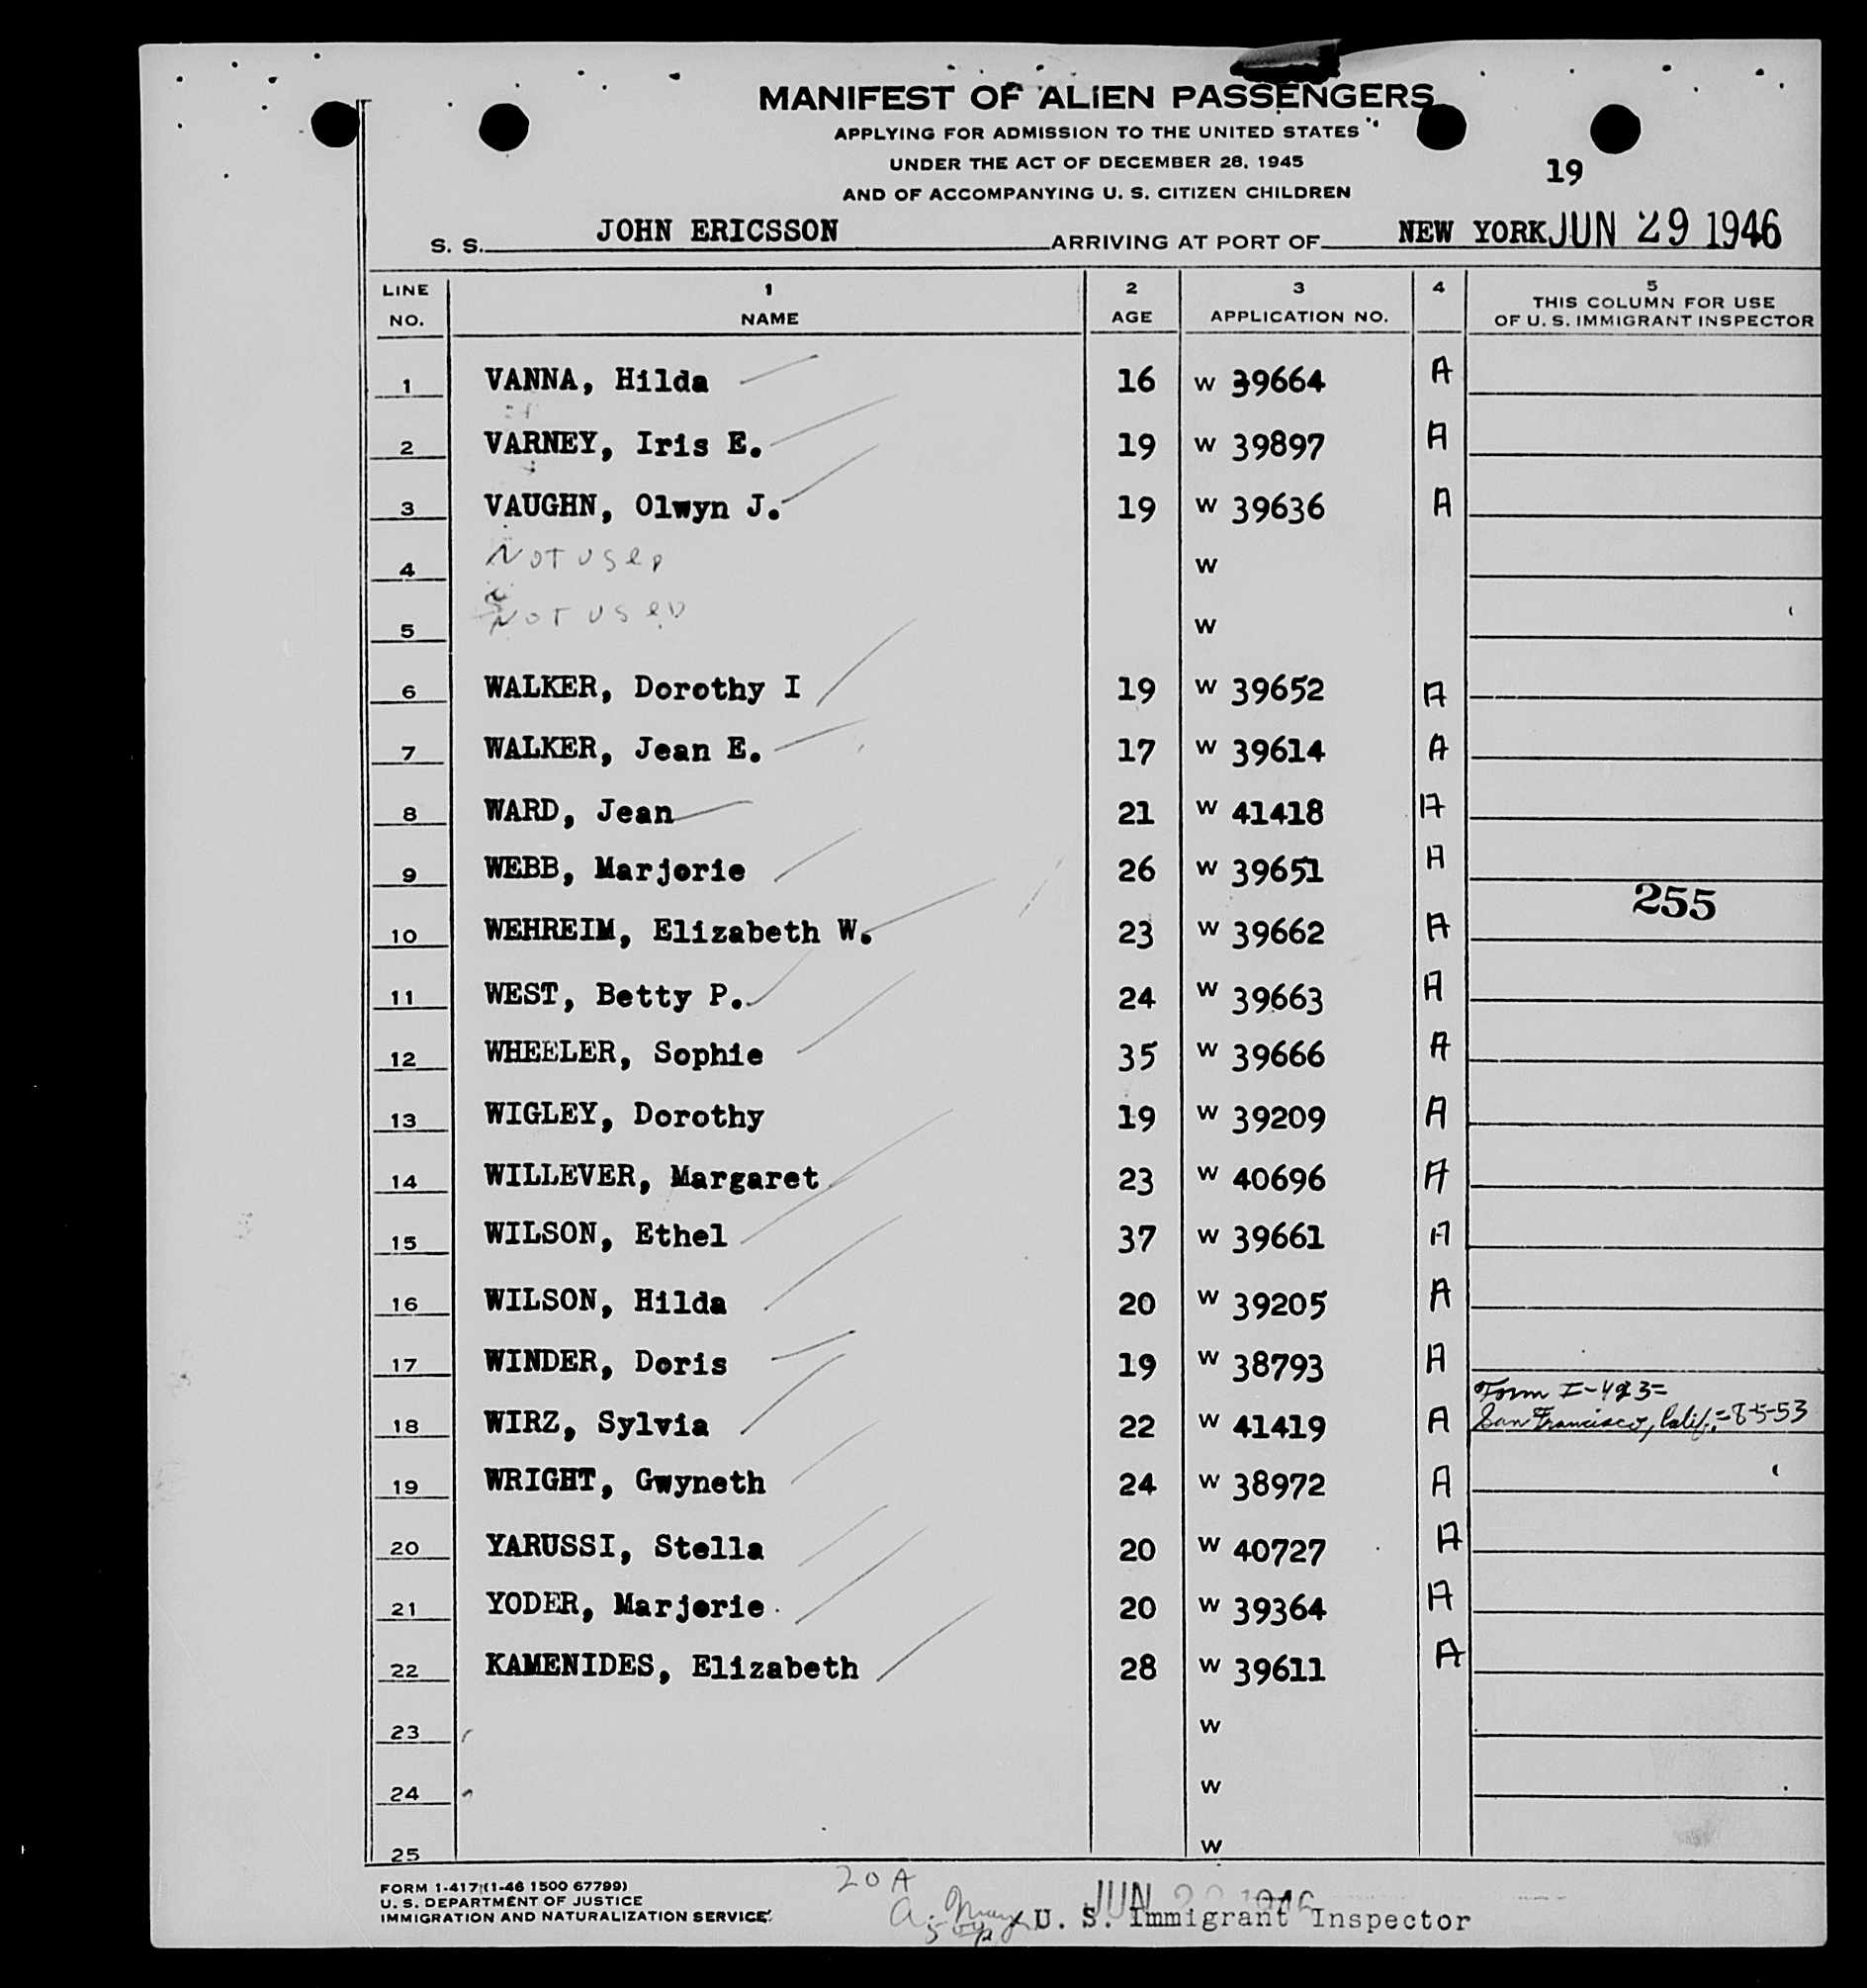 MANIFEST OF ALIEN PASSENGERS
APPLYING FOR ADMISSION TO THE UNITED STATES
UNDER THE ACT OF DECEMBER 28, 1945
AND OF ACCOMPANYING U. S. CITIZEN CHILDREN
19
S. S. JOHN ERICSSON ARRIVING AT PORT OF NEW YORK JUN 29 1946
LINE NO. 1 NAME 2 AGE 3 APPLICATION NO. 4 5 THIS COLUMN FOR USE OF U. S. IMMIGRANT INSPECTOR
1 VANNA, Hilda 16 W 39664 A
2 VARNEY, Iris E. 19 W 39897 A
3 VAUGHN, Olwyn J. 19 W 39636 A
4 NOT USED W
5 NOT USED W
6 WALKER, Dorothy I 19 W 39652 A
7 WALKER, Jean E. 17 W 39614 A
8 WARD, Jean 21 W 41418 A
9 WEBB, Marjorie 26 W 39651 A
255
10 WEHREIM, Elizabeth W. 23 W 39662 A
11 WEST, Betty P. 24 W 39663 A
12 WHEELER, Sophie 35 W 39666 A
13 WIGLEY, Dorothy 19 W 39209 A
14 WILLEVER, Margaret 23 W 40696 A
15 WILSON, Ethel 37 W 39661 A
16 WILSON, Hilda 20 W 39205 A
17 WINDER, Doris 19 W 38793 A
Form I-423=
18 WIRZ, Sylvia 22 W 41419 A San Francisco, Calif.=8-5-53
19 WRIGHT, Gwyneth 24 W 38972 A
20 YARUSSI, Stella 20 W 40727 A
21 YODER, Marjorie 20 W 39364 A
22 KAMENIDES, Elizabeth 28 W 39611 A
23 W
24 W
25 W
20 A
FORM I-417 (1-46 1500 67799)
U. S. DEPARTMENT OF JUSTICE
IMMIGRATION AND NATURALIZATION SERVICE
JUN 29 1946
U. S. Immigrant Inspector